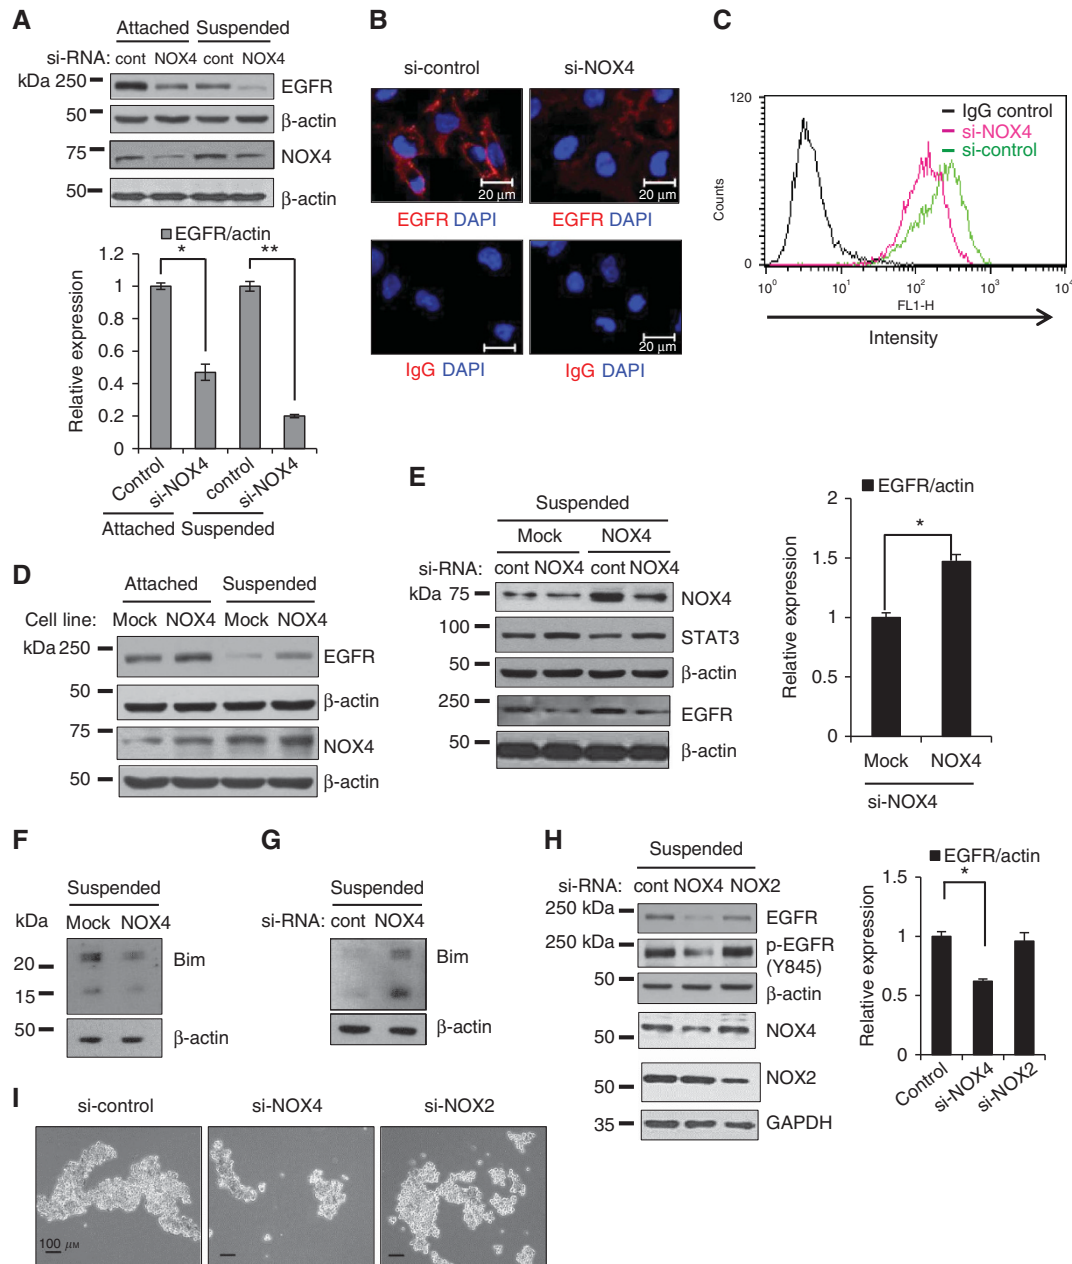 A
Attached Suspended
si-RNA: cont NOX4 cont NOX4
kDa 250 EGFR
50 β-actin
75 NOX4
50 β-actin
EGFR/actin
Relative expression
1.2
1
0.8
0.6
0.4
0.2
0
* **
Control si-NOX4 control si-NOX4
Attached Suspended
B
si-control si-NOX4
20 μm 20 μm
EGFR DAPI EGFR DAPI
20 μm
IgG DAPI IgG DAPI
C
120
Counts
0
IgG control
si-NOX4
si-control
10⁰ 10¹ 10² 10³ 10⁴
FL1-H
Intensity
D
Attached Suspended
Cell line: Mock NOX4 Mock NOX4
kDa 250 EGFR
50 β-actin
75 NOX4
50 β-actin
E
Suspended
Mock NOX4
si-RNA: cont NOX4 cont NOX4
kDa 75 NOX4
100 STAT3
50 β-actin
250 EGFR
50 β-actin
EGFR/actin
Relative expression
2
1.5
1
0.5
0
*
Mock NOX4
si-NOX4
F
Suspended
kDa Mock NOX4
Bim
20
15
50 β-actin
G
Suspended
si-RNA: cont NOX4
Bim
β-actin
H
Suspended
si-RNA: cont NOX4 NOX2
250 kDa EGFR
250 kDa p-EGFR
(Y845)
50 β-actin
50 NOX4
50 NOX2
35 GAPDH
EGFR/actin
Relative expression
1.5
1
0.5
0
*
Control si-NOX4 si-NOX2
I
si-control si-NOX4 si-NOX2
100 μM